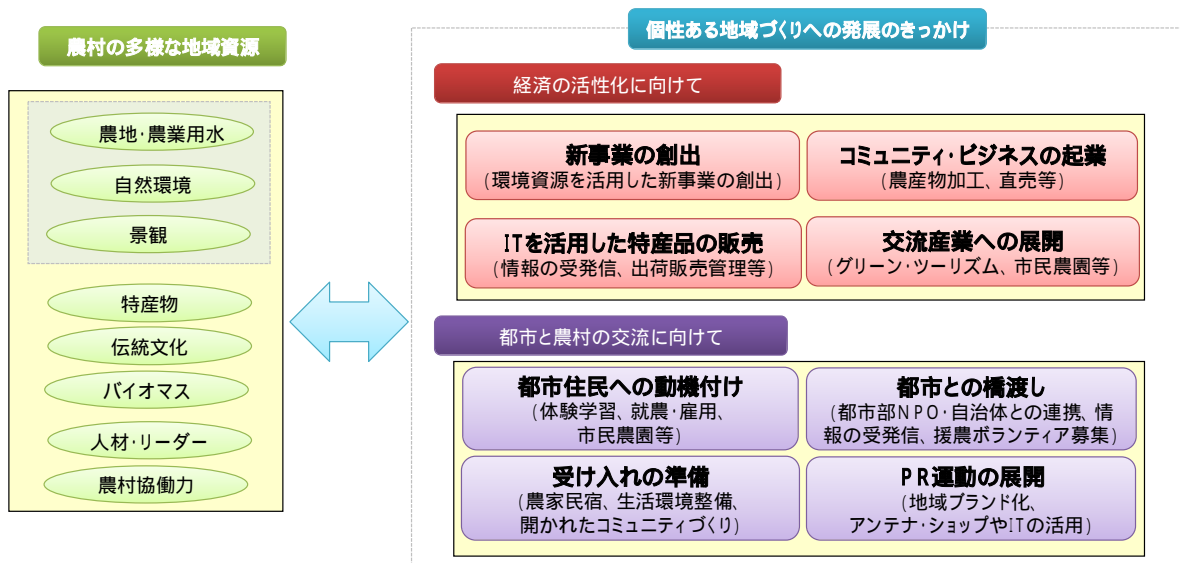 農村の多様な地域資源
農地・農業用水
自然環境
景観
特産物
伝統文化
バイオマス
人材・リーダー
農村協働力
個性ある地域づくりへの発展のきっかけ
経済の活性化に向けて
新事業の創出
(環境資源を活用した新事業の創出)
コミュニティ・ビジネスの起業
(農産物加工、直売等)
ITを活用した特産品の販売
(情報の受発信、出荷販売管理等)
交流産業への展開
(グリーン・ツーリズム、市民農園等)
都市と農村の交流に向けて
都市住民への動機付け
(体験学習、就農・雇用、
市民農園等)
都市との橋渡し
(都市部NPO・自治体との連携、情
報の受発信、援農ボランティア募集)
受け入れの準備
(農家民宿、生活環境整備、
開かれたコミュニティづくり)
PR運動の展開
(地域ブランド化、
アンテナ・ショップやITの活用)